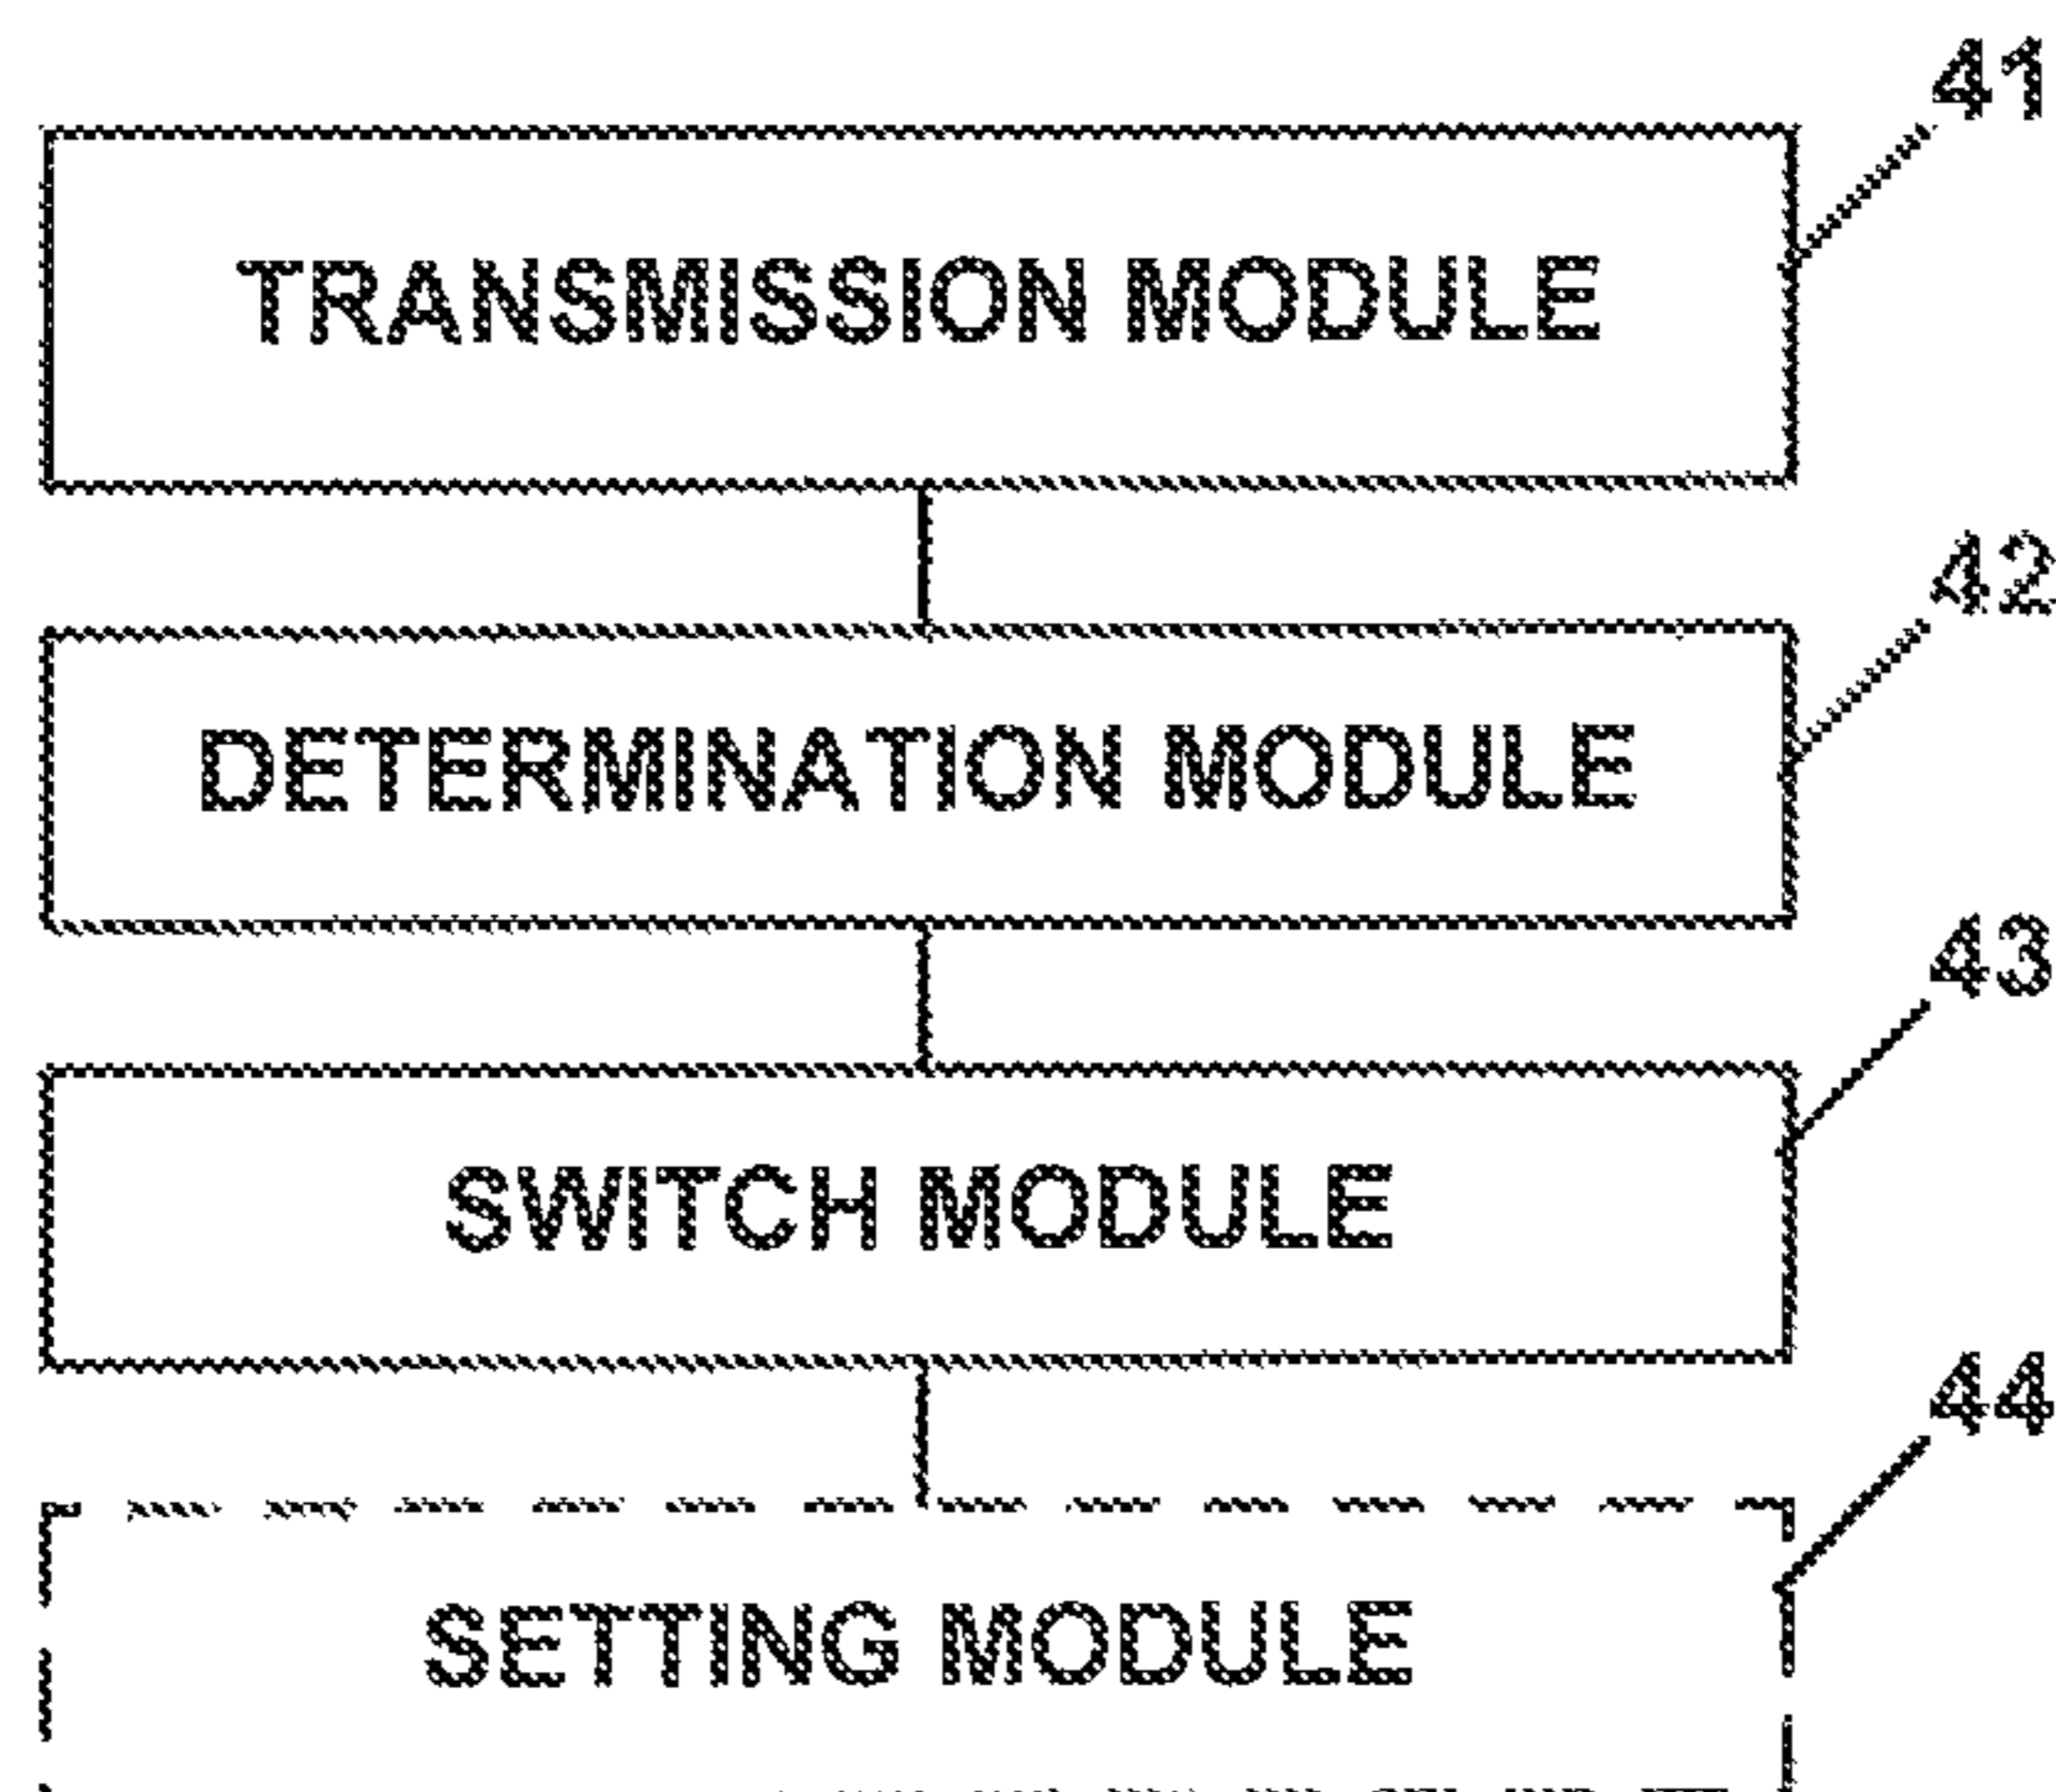 41
TRANSMISSION MODULE
42
DETERMINATION MODULE
43
SWITCH MODULE
44
SETTING MODULE